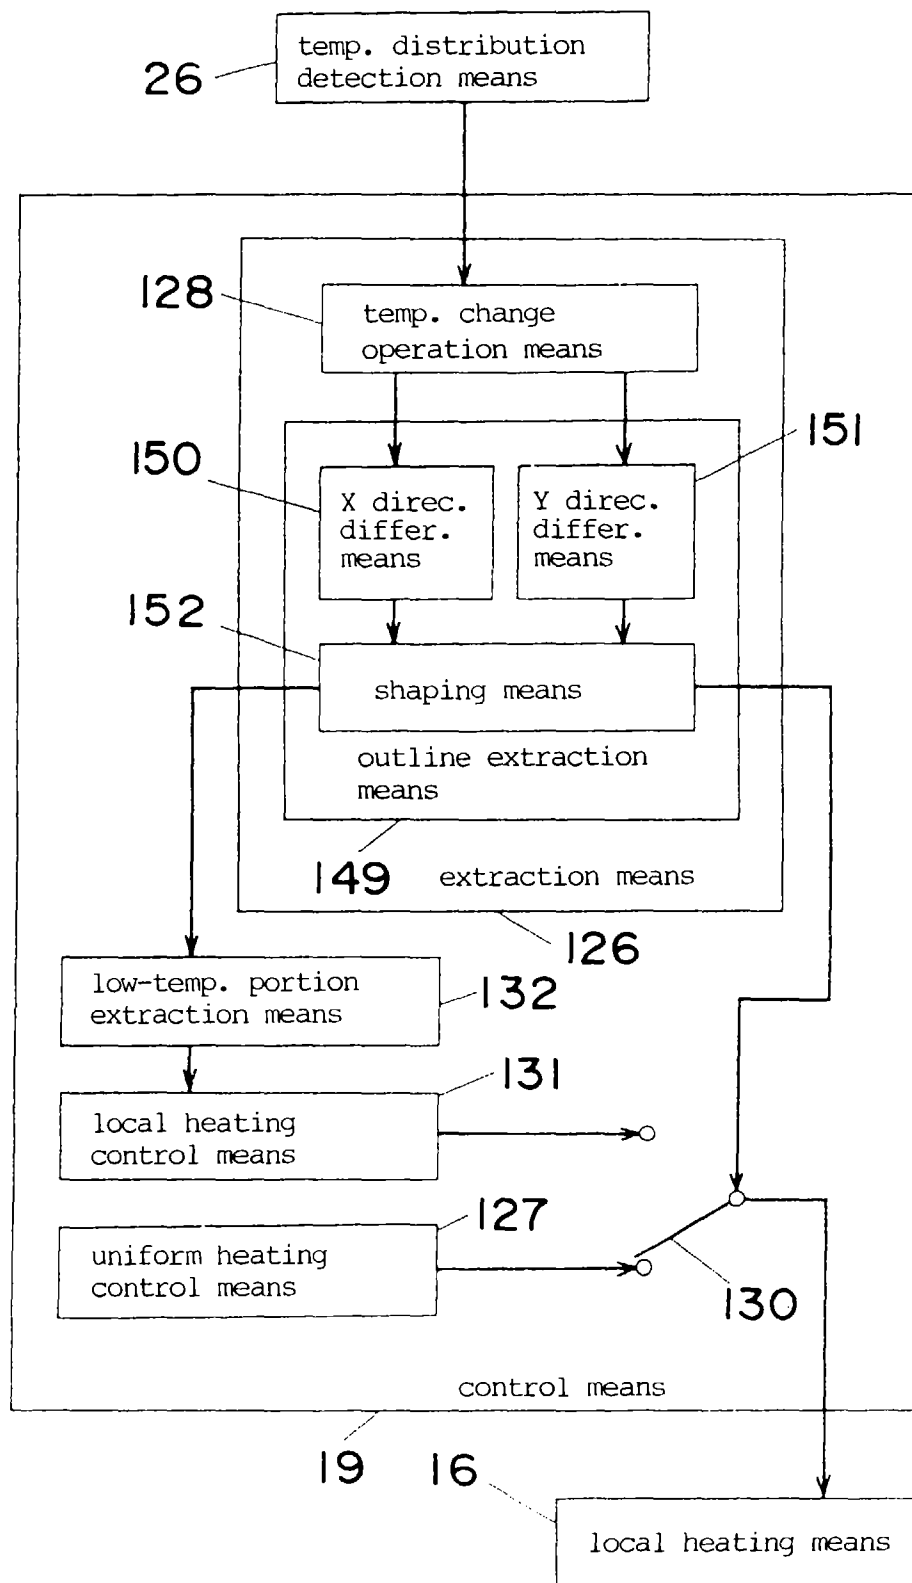 temp. distribution
detection means
26
128
temp. change
operation means
150
151
X direc.
differ.
means
Y direc.
differ.
means
152
shaping means
outline extraction
means
149
extraction means
126
low-temp. portion
extraction means
132
131
local heating
control means
127
uniform heating
control means
130
control means
19
16
local heating means